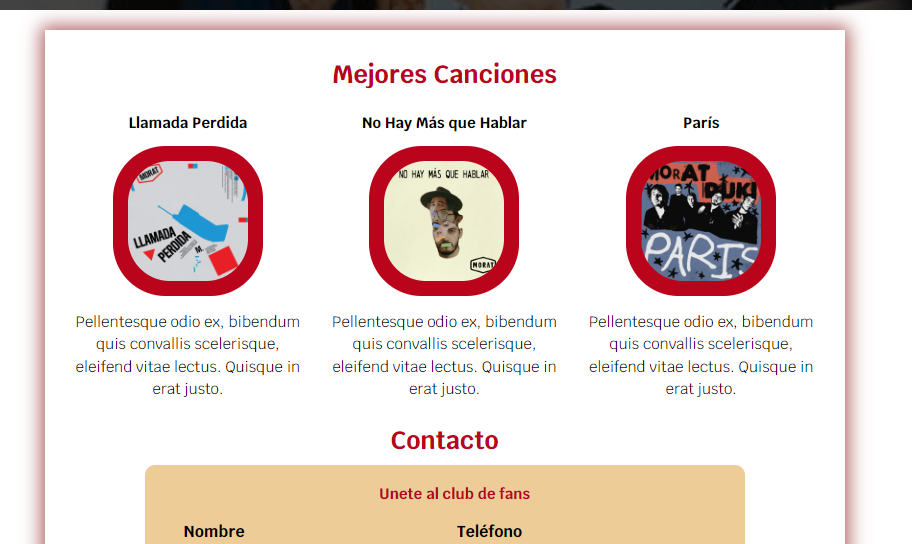 Mejores Canciones
Llamada Perdida
No Hay Más que Hablar
París
MORAT
LLAMADA
PERDIDA
M.
NO HAY MÁS QUE HABLAR
MORAT
MORAT
DUKI
PARIS
Pellentesque odio ex, bibendum
quis convallis scelerisque,
eleifend vitae lectus. Quisque in
erat justo.
Pellentesque odio ex, bibendum
quis convallis scelerisque,
eleifend vitae lectus. Quisque in
erat justo.
Pellentesque odio ex, bibendum
quis convallis scelerisque,
eleifend vitae lectus. Quisque in
erat justo.
Contacto
Unete al club de fans
Nombre
Teléfono